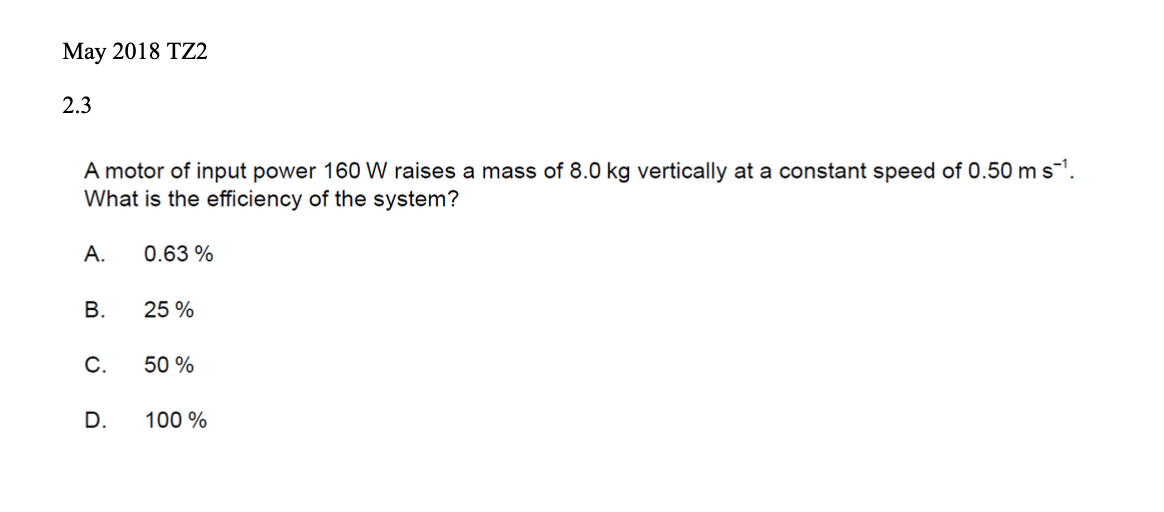 May 2018 TZ2
2.3
A motor of input power 160 W raises a mass of 8.0 kg vertically at a constant speed of 0.50 m s⁻¹.
What is the efficiency of the system?
A. 0.63 %
B. 25 %
C. 50 %
D. 100 %